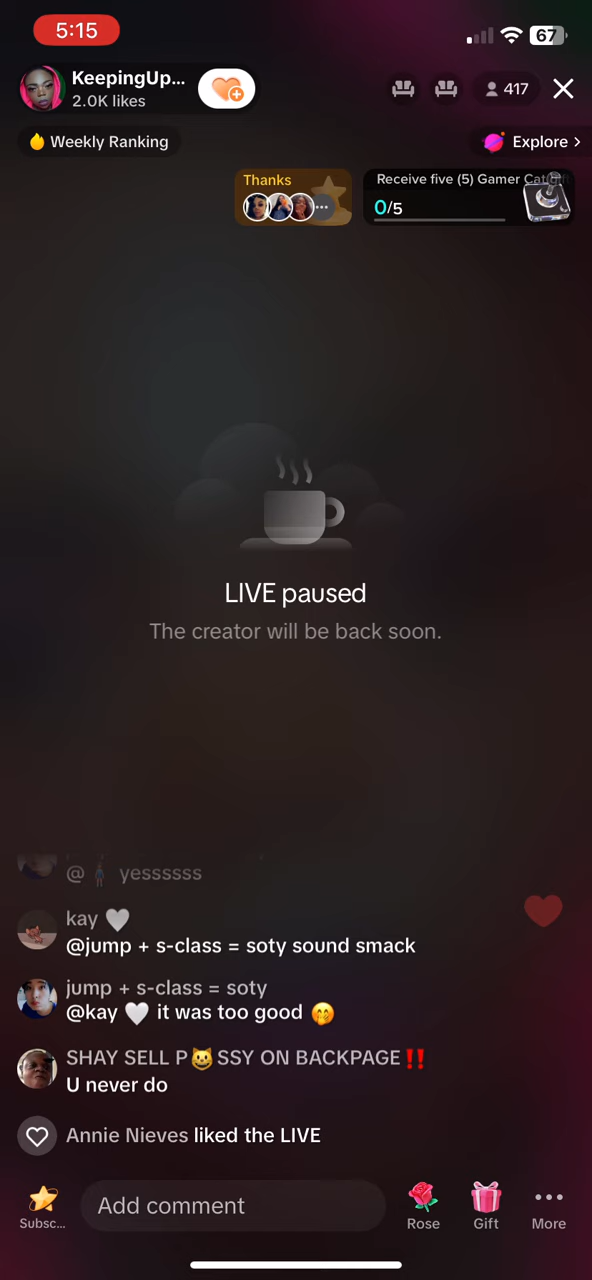 5:15
67
KeepingUp...
2.0K likes
417
Weekly Ranking
Explore >
Thanks
Receive five (5) Gamer Cat
0/5
LIVE paused
The creator will be back soon.
@🧍🏿‍♀️ yessssss
kay 🤍
@jump + s-class = soty sound smack
jump + s-class = soty
@kay 🤍 it was too good 🤭
SHAY SELL P😺SSY ON BACKPAGE‼️
U never do
Annie Nieves liked the LIVE
Subsc...
Add comment
Rose
Gift
More